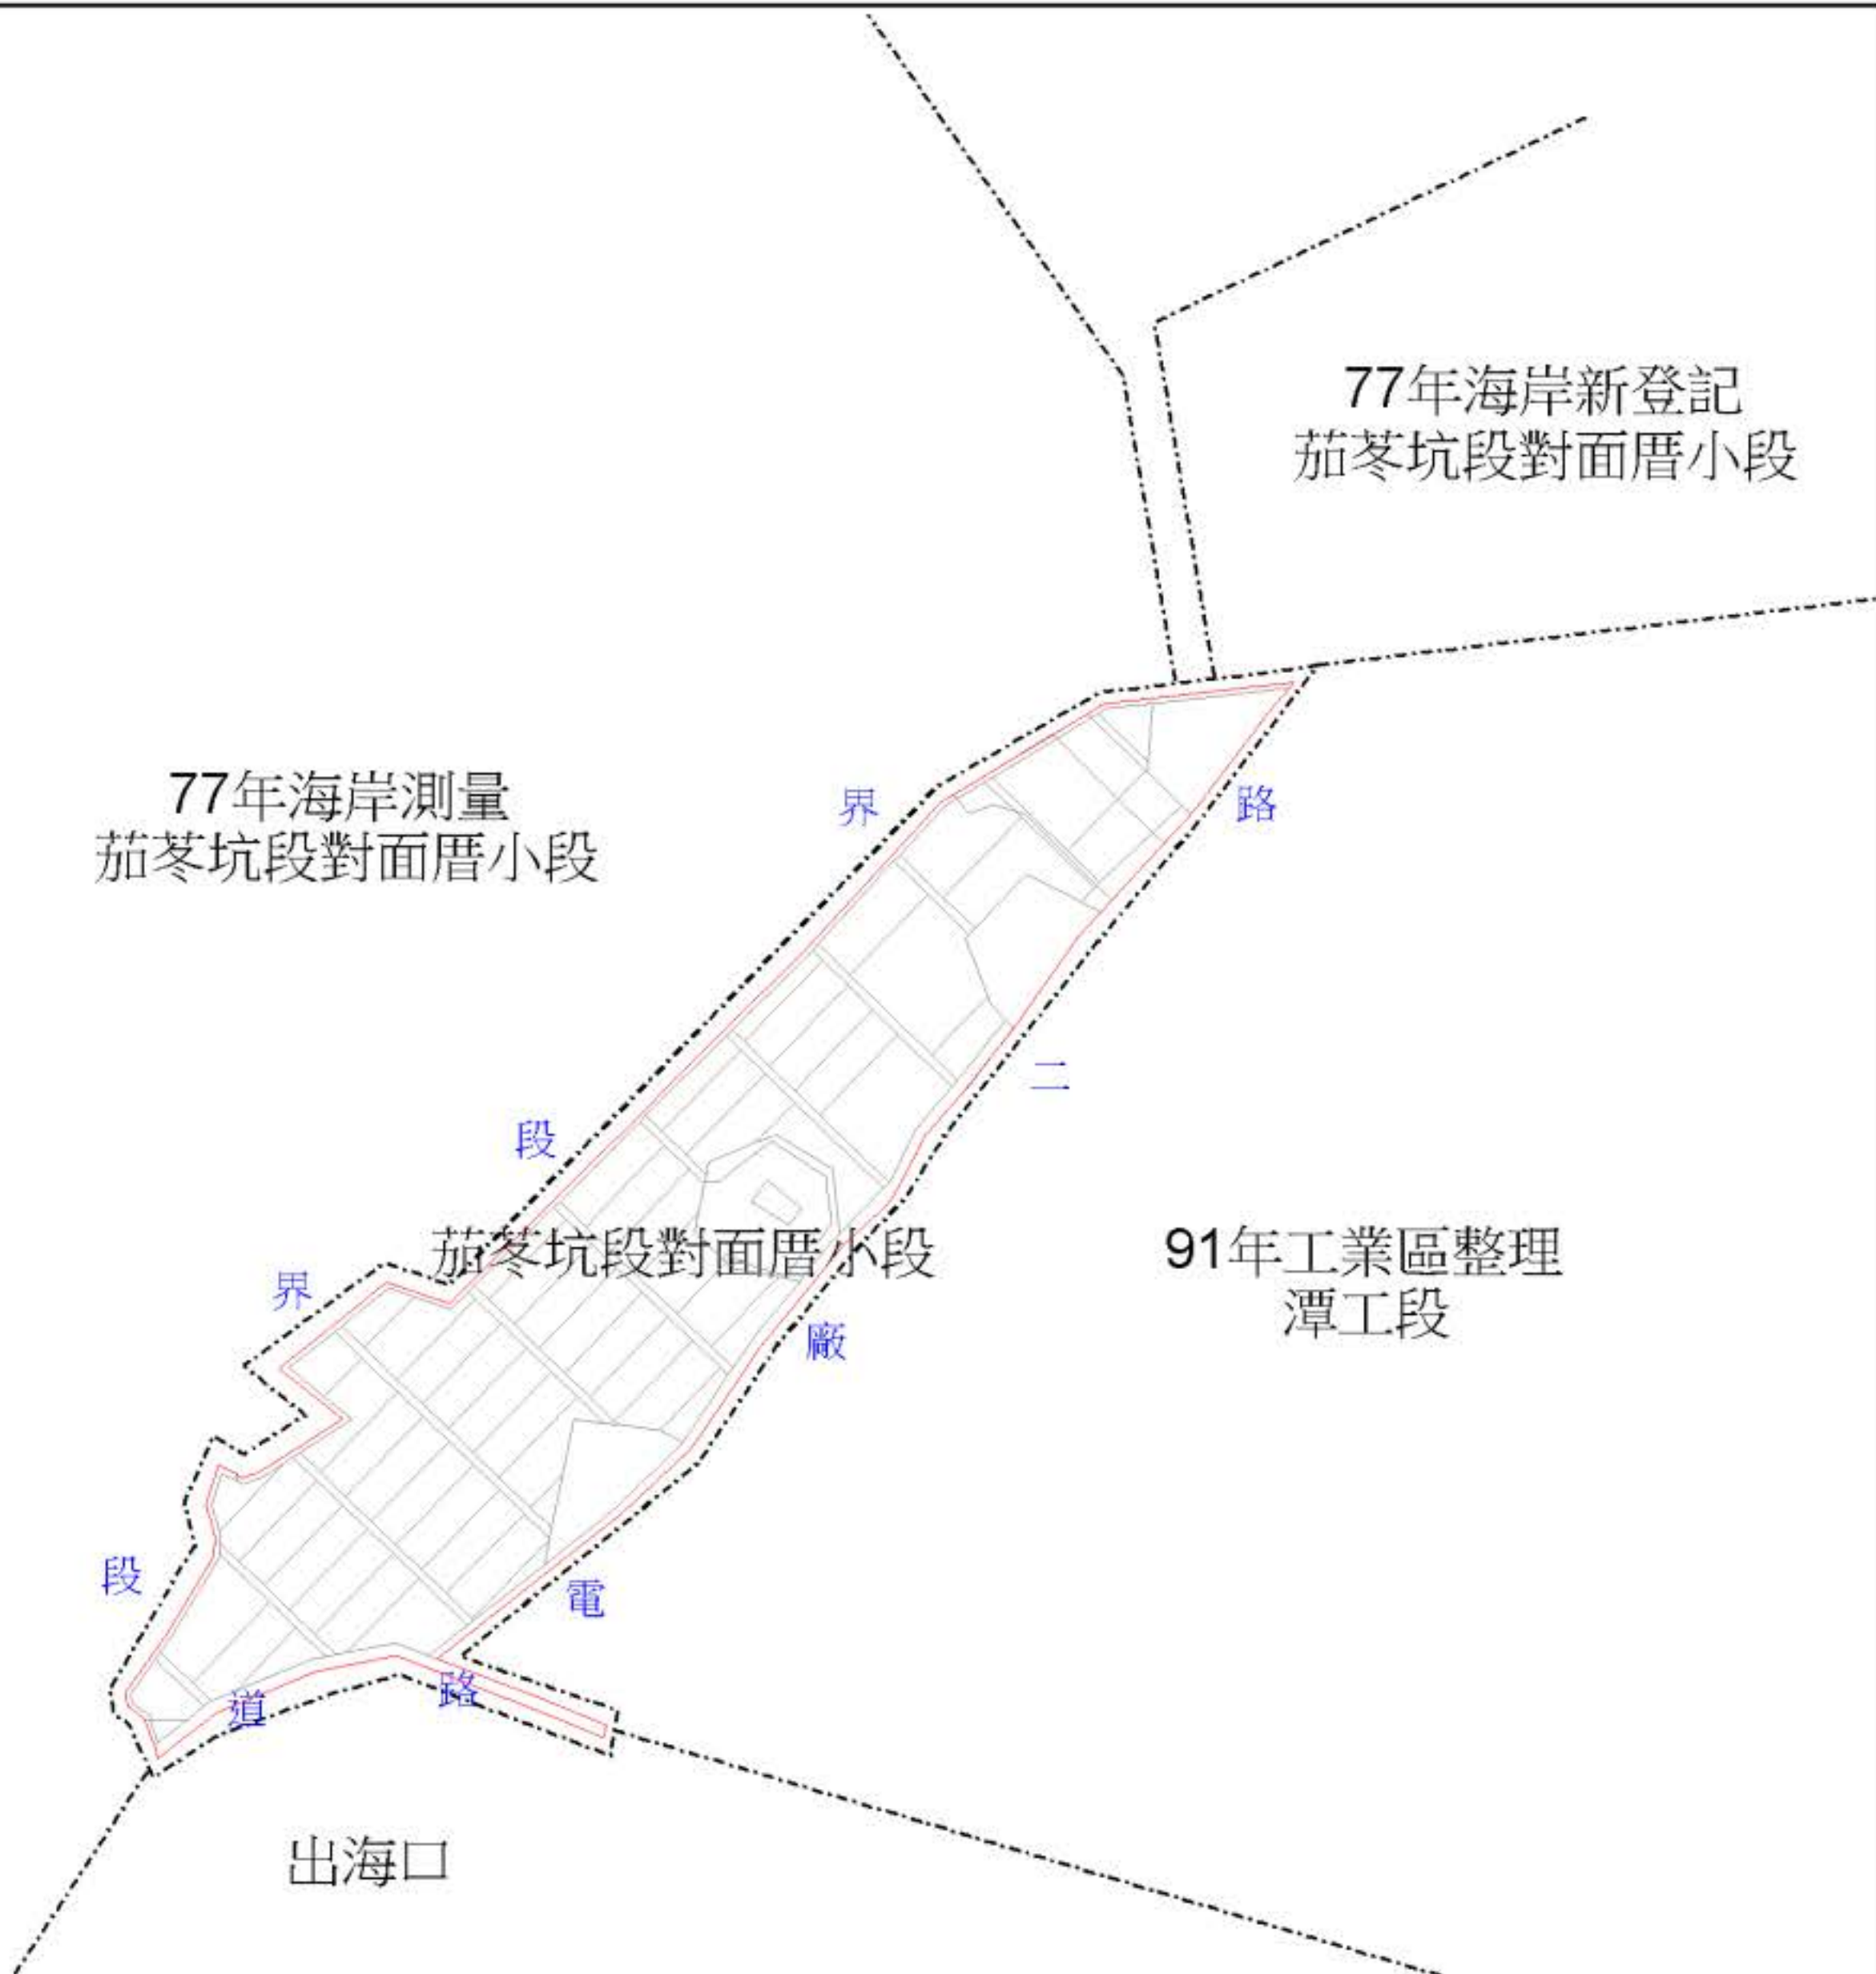 77年海岸新登記
茄苳坑段對面厝小段
77年海岸測量
茄苳坑段對面厝小段
界
路
二
段
茄苳坑段對面厝小段
91年工業區整理
潭工段
界
廠
段
電
路
道
出海口